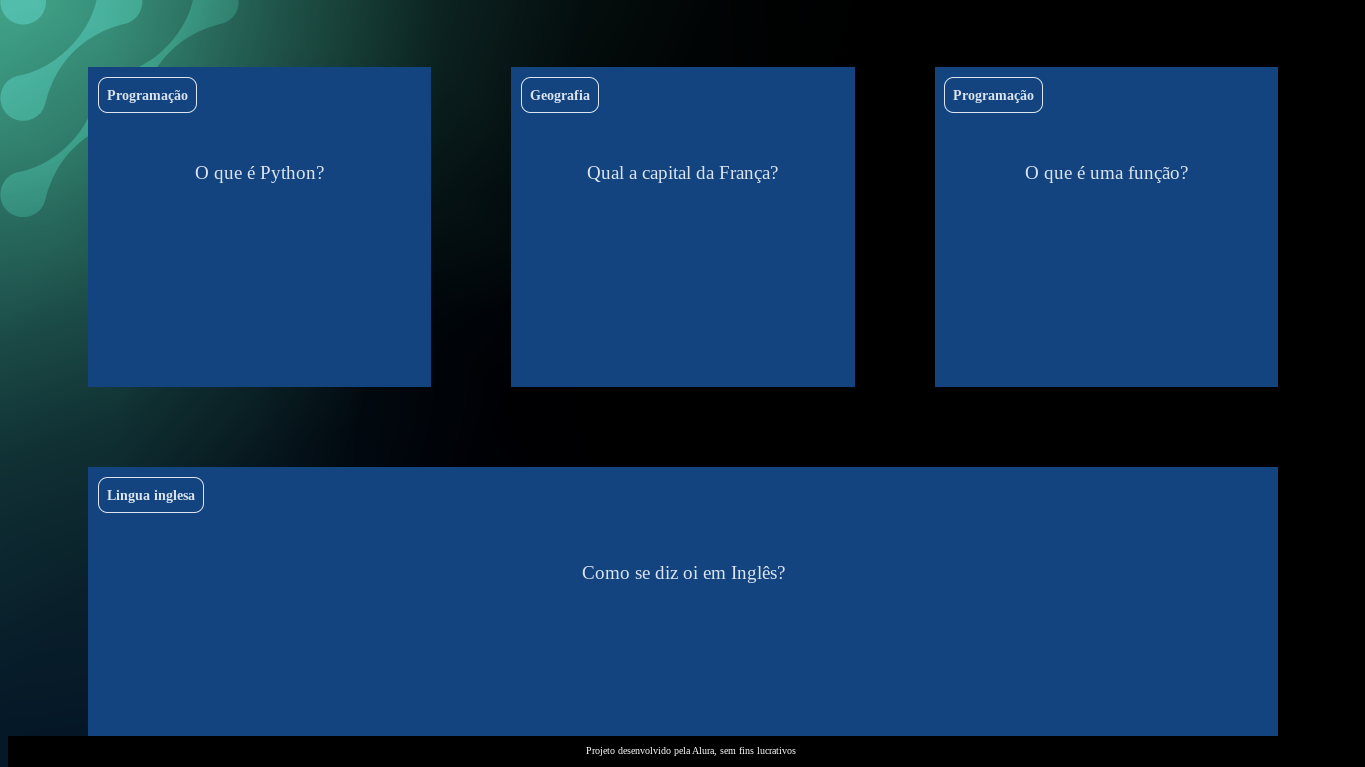 Programação
O que é Python?
Geografia
Qual a capital da França?
Programação
O que é uma função?
Lingua inglesa
Como se diz oi em Inglês?
Projeto desenvolvido pela Alura, sem fins lucrativos